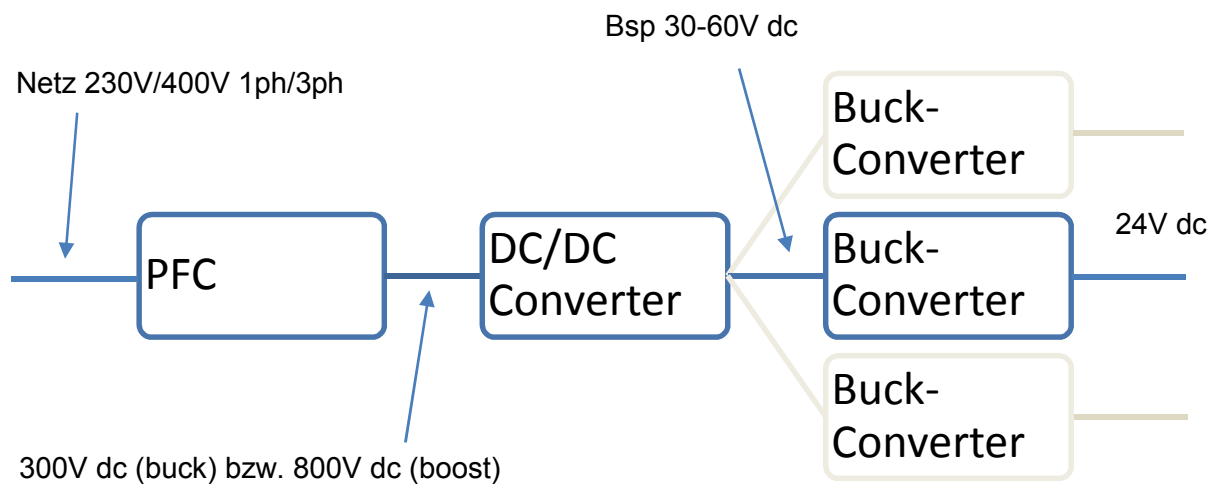 Bsp 30-60V dc
Netz 230V/400V 1ph/3ph
Buck-
Converter
PFC
DC/DC
Converter
Buck-
Converter
24V dc
Buck-
Converter
300V dc (buck) bzw. 800V dc (boost)